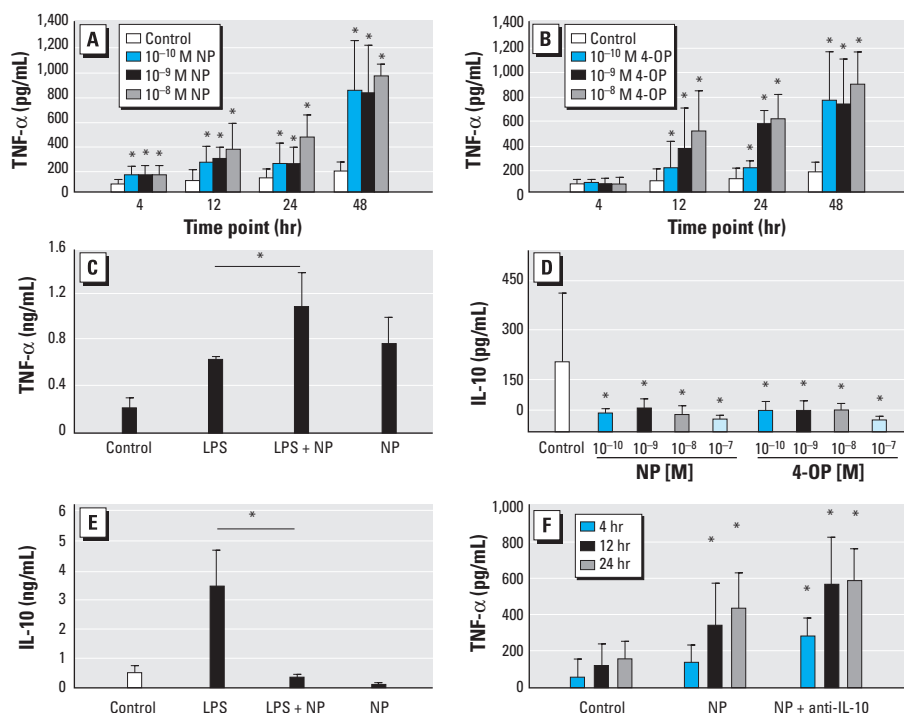 A
TNF-α (pg/mL)
1,400
1,200
1,000
800
600
400
200
0
Control
10⁻¹⁰ M NP
10⁻⁹ M NP
10⁻⁸ M NP
* * * * * * * * * * * *
4 12 24 48
Time point (hr)
B
TNF-α (pg/mL)
1,400
1,200
1,000
800
600
400
200
0
Control
10⁻¹⁰ M 4-OP
10⁻⁹ M 4-OP
10⁻⁸ M 4-OP
* * * * * * * * *
4 12 24 48
Time point (hr)
C
TNF-α (ng/mL)
1.6
1.2
0.8
0.4
0
*
Control LPS LPS + NP NP
D
IL-10 (pg/mL)
450
300
150
0
* * * * * * * *
Control 10⁻¹⁰ 10⁻⁹ 10⁻⁸ 10⁻⁷ 10⁻¹⁰ 10⁻⁹ 10⁻⁸ 10⁻⁷
NP [M] 4-OP [M]
E
IL-10 (ng/mL)
6
5
4
3
2
1
0
*
Control LPS LPS + NP NP
F
TNF-α (pg/mL)
1,000
800
600
400
200
0
4 hr
12 hr
24 hr
* * * * *
Control NP NP + anti-IL-10